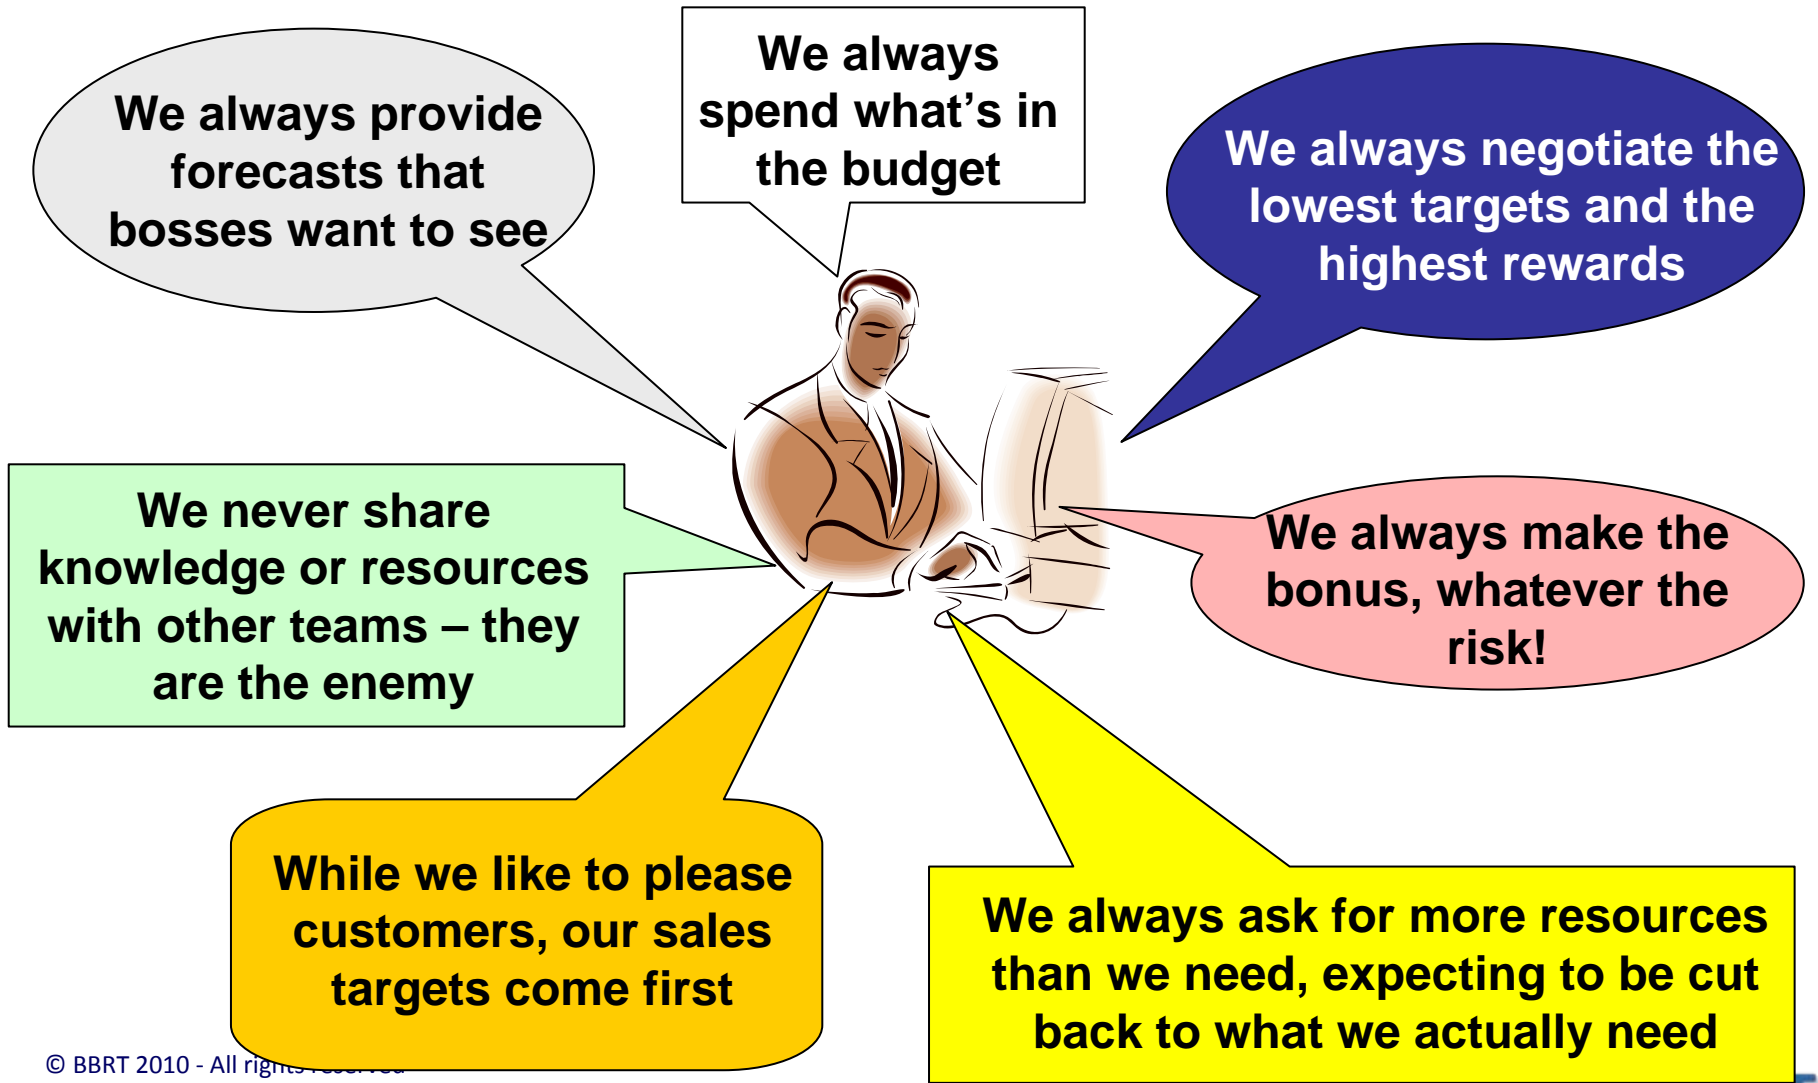 We always provide
forecasts that
bosses want to see
We always
spend what's in
the budget
We always negotiate the
lowest targets and the
highest rewards
We never share
knowledge or resources
with other teams – they
are the enemy
We always make the
bonus, whatever the
risk!
While we like to please
customers, our sales
targets come first
We always ask for more resources
than we need, expecting to be cut
back to what we actually need
© BBRT 2010 - All rights reserved